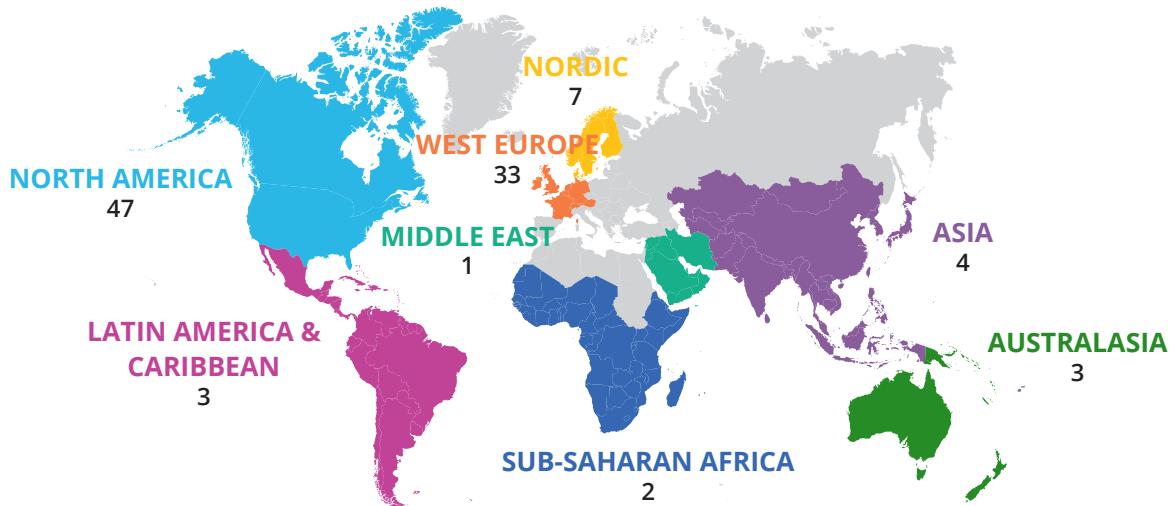 NORDIC
7
WEST EUROPE
33
NORTH AMERICA
47
MIDDLE EAST
1
ASIA
4
LATIN AMERICA &
CARIBBEAN
3
AUSTRALASIA
3
SUB-SAHARAN AFRICA
2